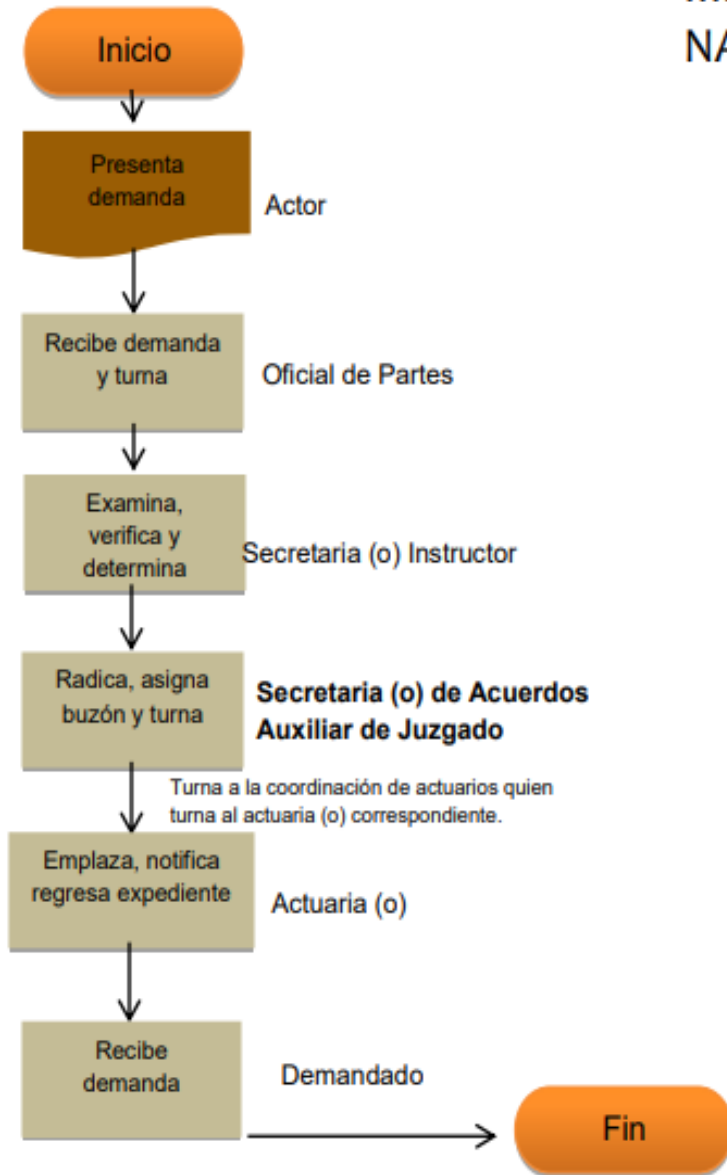 NA
Inicio
Presenta
demanda
Actor
Recibe demanda
y turna
Oficial de Partes
Examina,
verifica y
determina
Secretaria (o) Instructor
Radica, asigna
buzón y turna
Secretaria (o) de Acuerdos
Auxiliar de Juzgado
Turna a la coordinación de actuarios quien
turna al actuaria (o) correspondiente.
Emplaza, notifica
regresa expediente
Actuaria (o)
Recibe
demanda
Demandado
Fin